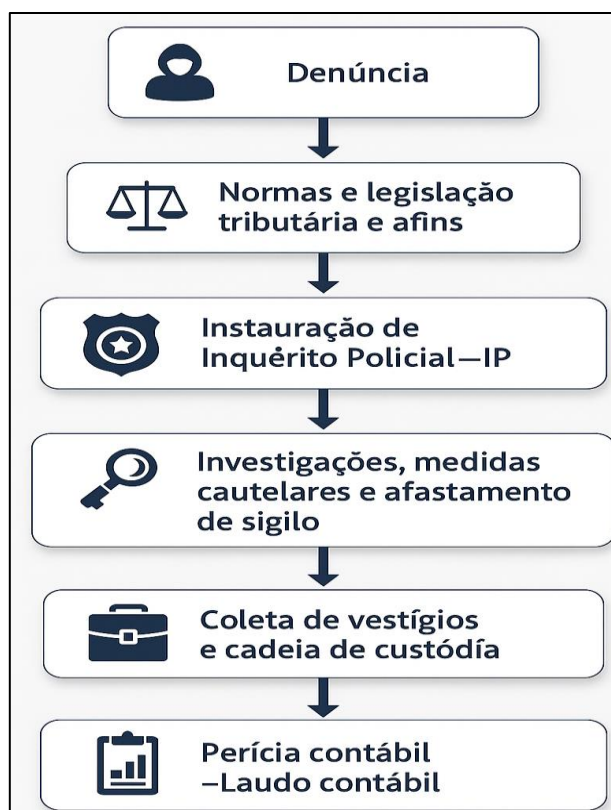 Denúncia
Normas e legislação
tributária e afins
Instauração de
Inquérito Policial—IP
Investigações, medidas
cautelares e afastamento
de sigilo
Coleta de vestígios
e cadeia de custódía
Perícia contábil
–Laudo contábil